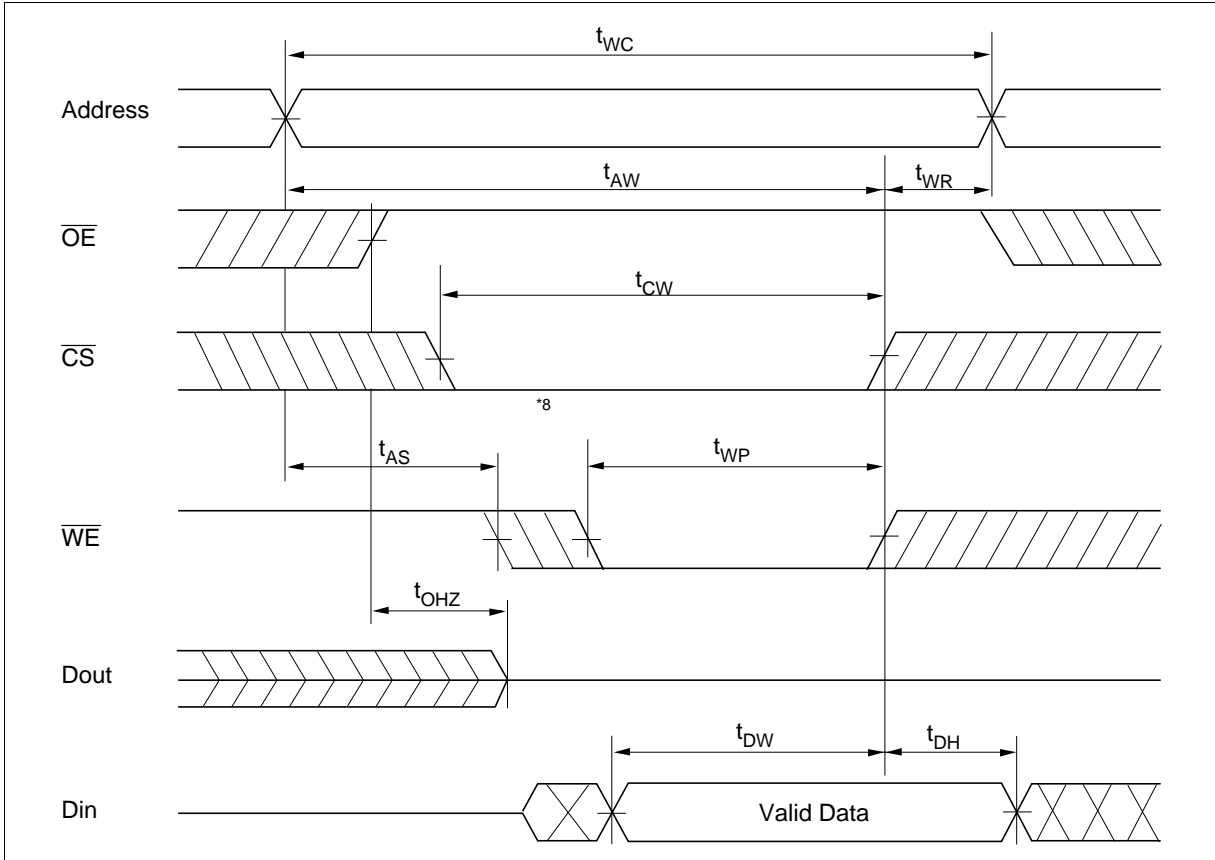 tWC
Address
tAW
tWR
OE
tCW
CS
*8
tAS
tWP
WE
tOHZ
Dout
tDW
tDH
Din
Valid Data